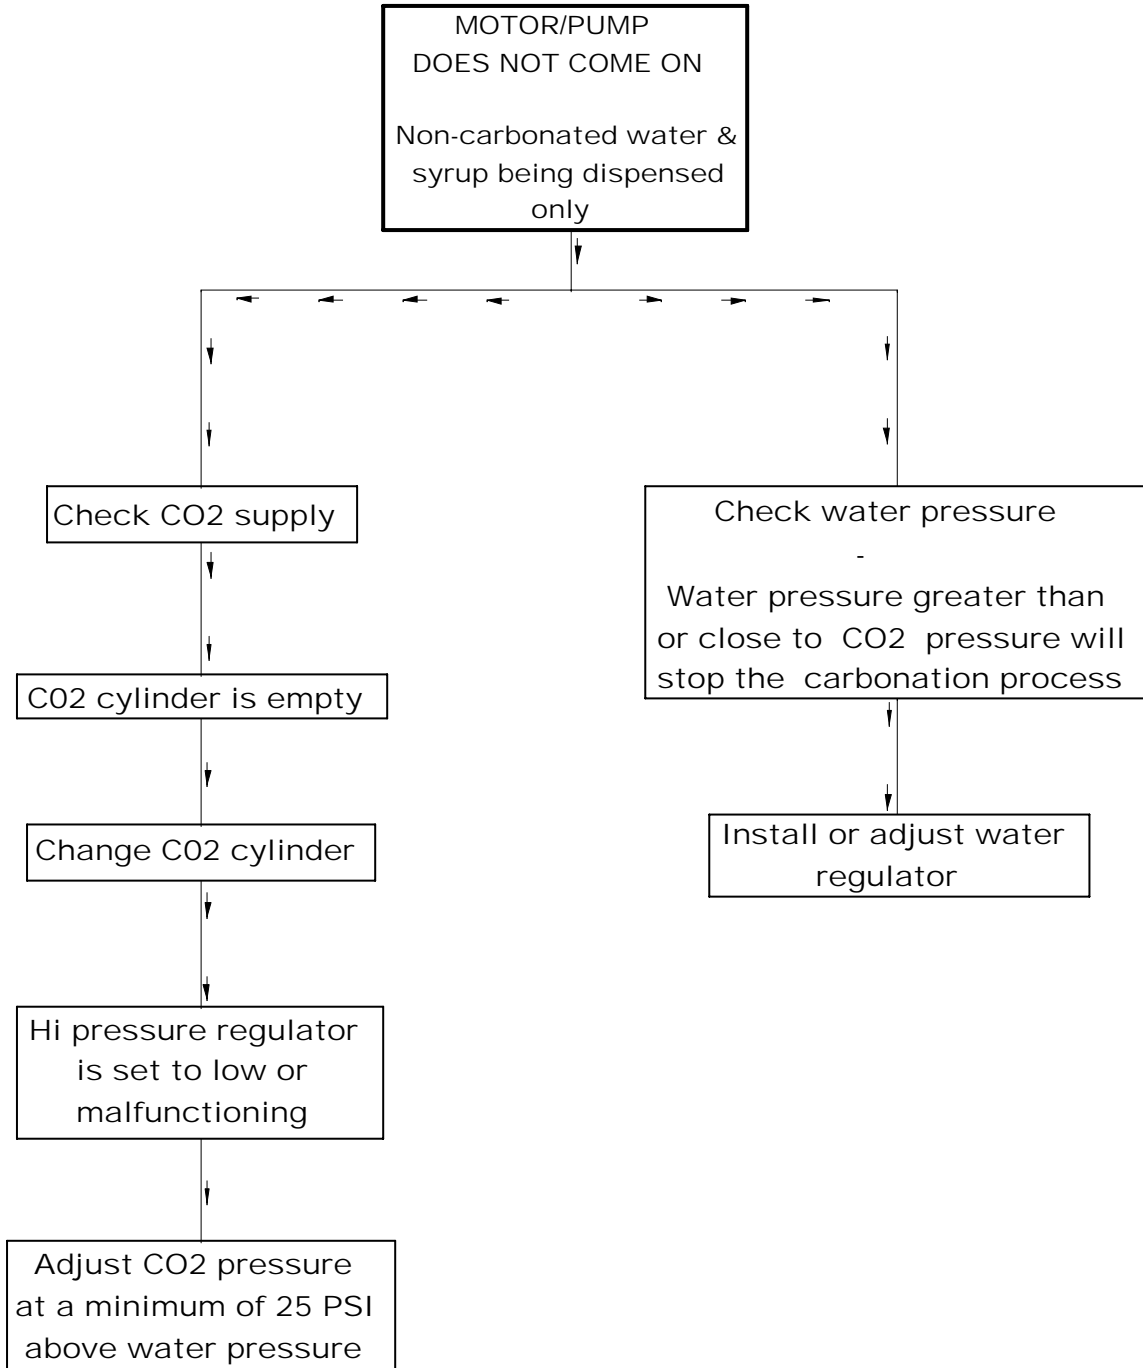 MOTOR/PUMP
DOES NOT COME ON
Non-carbonated water &
syrup being dispensed
only
Check CO2 supply
C02 cylinder is empty
Change C02 cylinder
Hi pressure regulator
is set to low or
malfunctioning
Adjust CO2 pressure
at a minimum of 25 PSI
above water pressure
Check water pressure
-
Water pressure greater than
or close to CO2 pressure will
stop the carbonation process
Install or adjust water
regulator